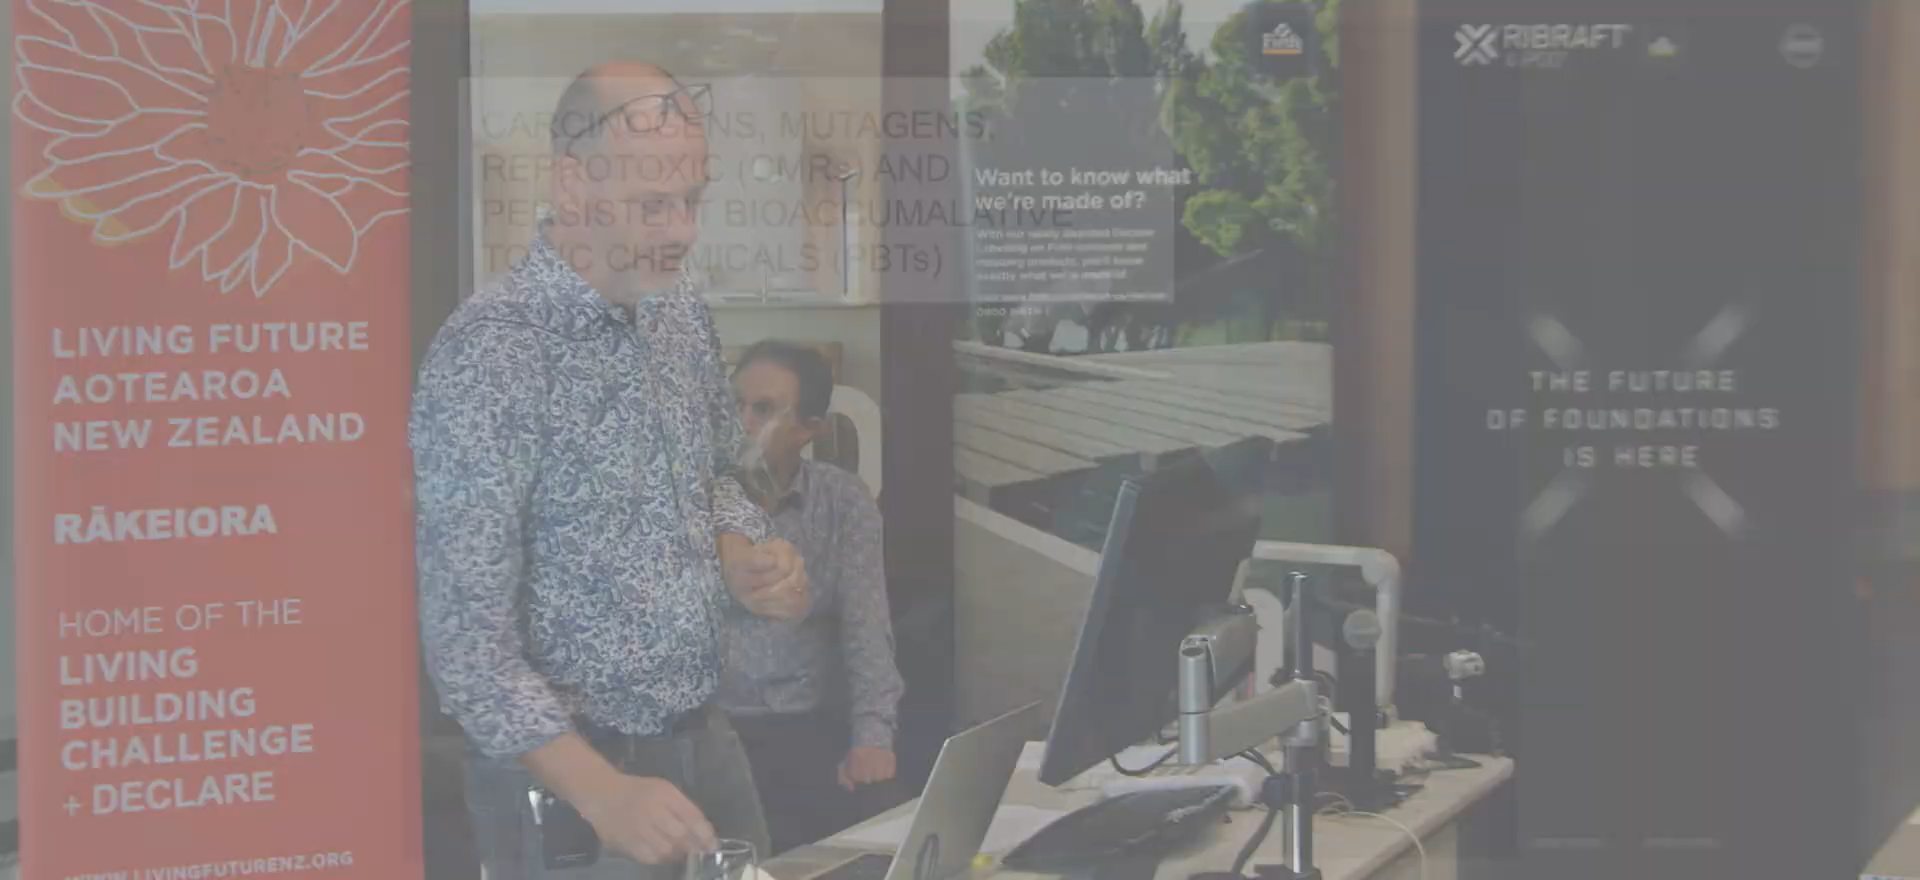 LIVING FUTURE
AOTEAROA
NEW ZEALAND
RĀKEIORA
HOME OF THE
LIVING
BUILDING
CHALLENGE
+ DECLARE
WWW.LIVINGFUTURENZ.ORG
CARCINOGENS, MUTAGENS,
REPROTOXIC (CMRs) AND
PERSISTENT BIOACCUMALATIVE
TOXIC CHEMICALS (PBTs)
Firth
Want to know what
we're made of?
RIBRAFT
THE FUTURE
OF FOUNDATIONS
IS HERE